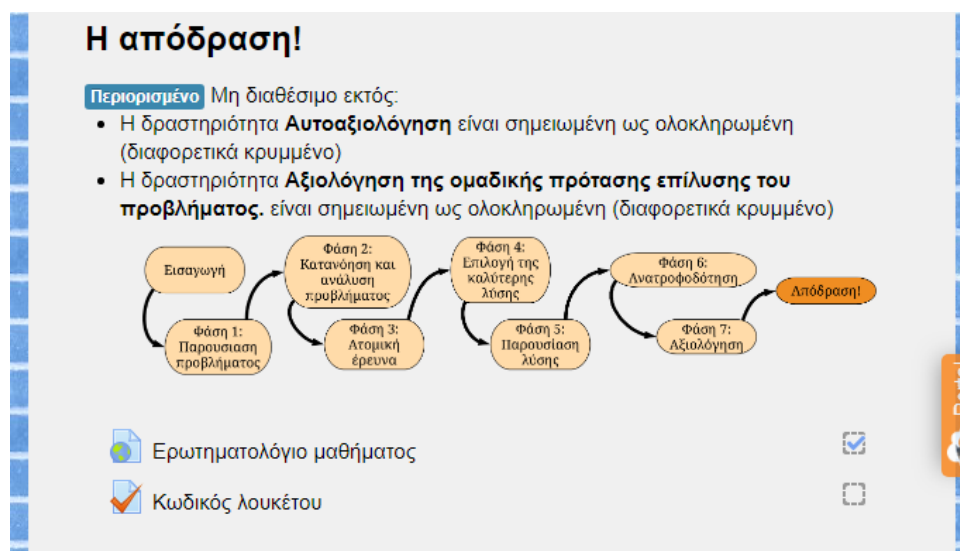 Η απόδραση!
Περιορισμένο Μη διαθέσιμο εκτός:
• Η δραστηριότητα Αυτοαξιολόγηση είναι σημειωμένη ως ολοκληρωμένη
(διαφορετικά κρυμμένο)
• Η δραστηριότητα Αξιολόγηση της ομαδικής πρότασης επίλυσης του
προβλήματος. είναι σημειωμένη ως ολοκληρωμένη (διαφορετικά κρυμμένο)
Εισαγωγή
Φάση 1:
Παρουσιαση
προβλήματος
Φάση 2:
Κατανόηση και
ανάλυση
προβλήματος
Φάση 3:
Ατομική
έρευνα
Φάση 4:
Επιλογή της
καλύτερης
λύσης
Φάση 5:
Παρουσίαση
λύσης
Φάση 6:
Ανατροφοδότηση
Φάση 7:
Αξιολόγηση
Απόδραση!
Ερωτηματολόγιο μαθήματος
Κωδικός λουκέτου